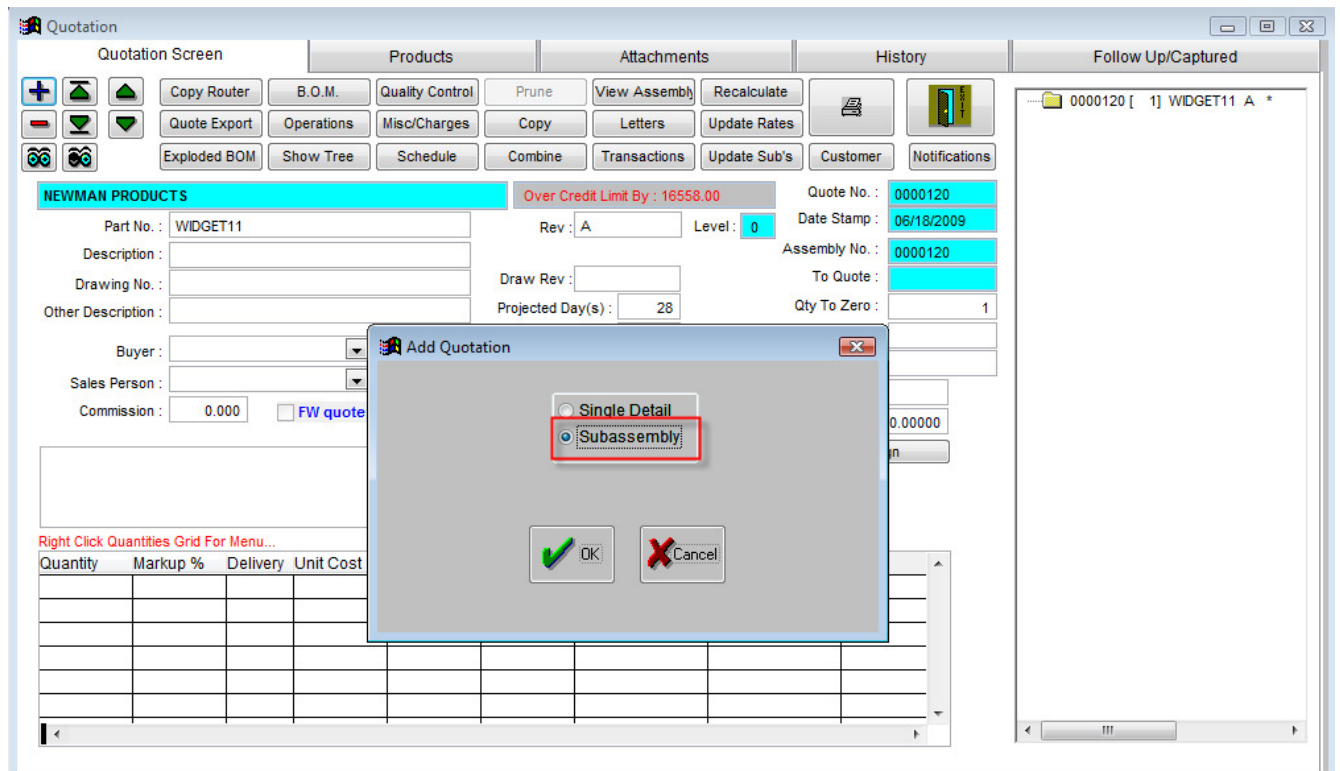 Quotation
Quotation Screen Products Attachments History Follow Up/Captured
Copy Router B.O.M. Quality Control Prune View Assembly Recalculate
Quote Export Operations Misc/Charges Copy Letters Update Rates
Exploded BOM Show Tree Schedule Combine Transactions Update Sub's Customer Notifications
EXIT
0000120 [ 1] WIDGET11 A *
NEWMAN PRODUCTS Over Credit Limit By : 16558.00 Quote No. : 0000120
Part No. : WIDGET11 Rev : A Level : 0 Date Stamp : 06/18/2009
Description : Assembly No. : 0000120
Drawing No. : Draw Rev : To Quote :
Other Description : Projected Day(s) : 28 Qty To Zero : 1
Buyer :
Sales Person :
Commission : 0.000 FW quote 0.00000
Add Quotation
Single Detail
Subassembly
OK Cancel
Right Click Quantities Grid For Menu...
Quantity Markup % Delivery Unit Cost